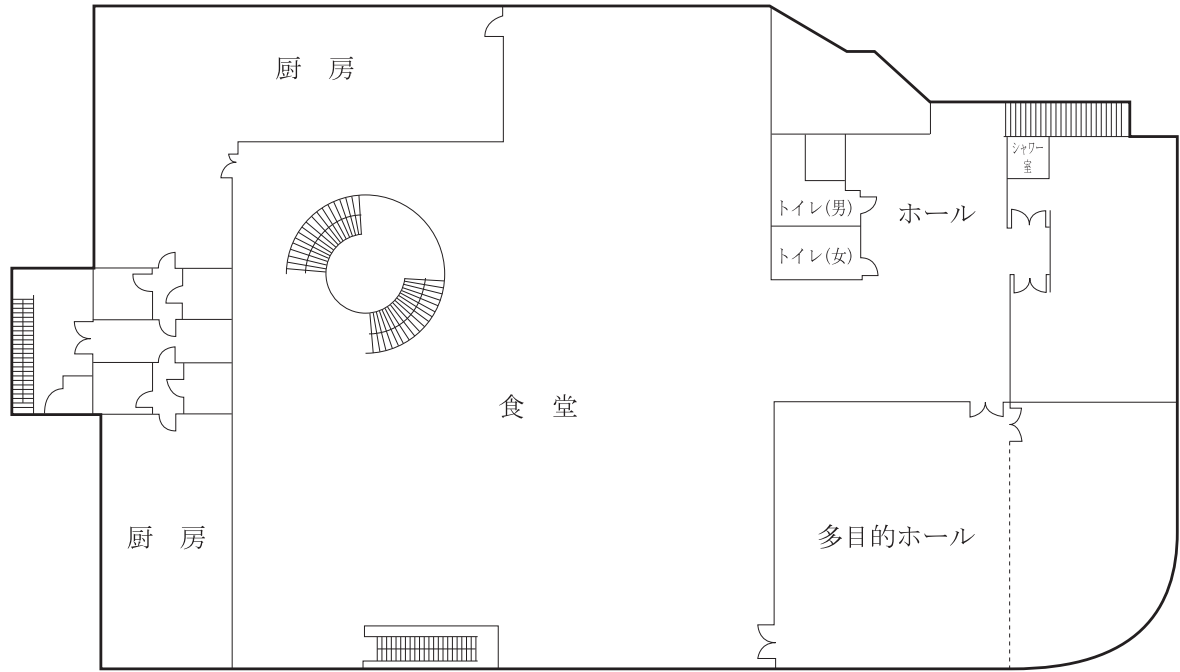 厨　房
シャワー
室
トイレ(男)
ホール
トイレ(女)
食　堂
厨　房
多目的ホール